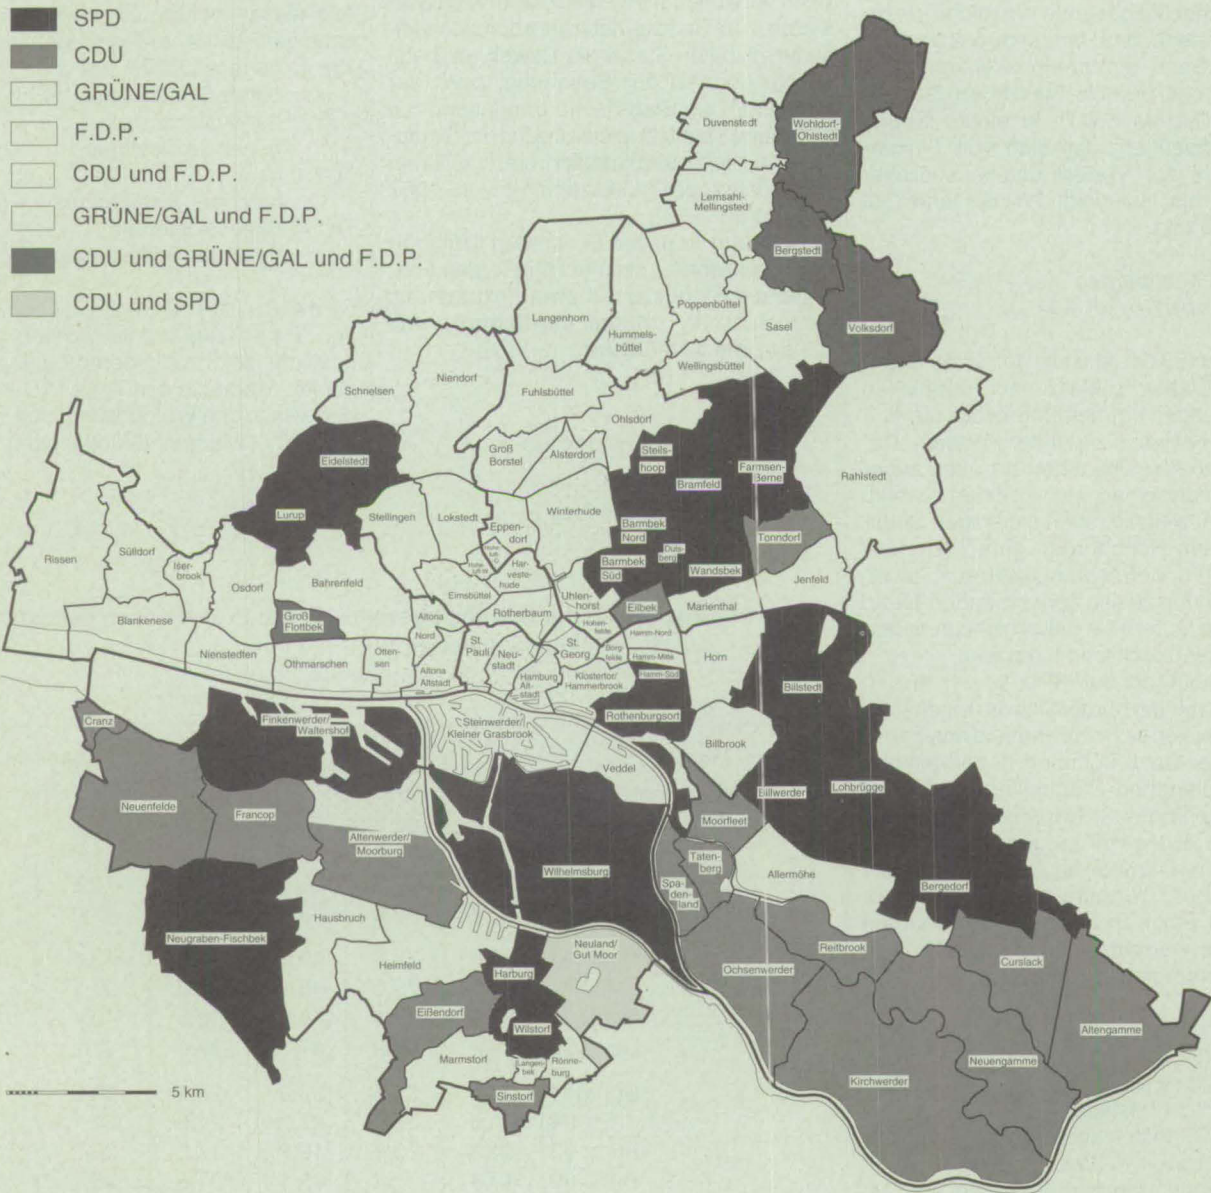 SPD
CDU
GRÜNE/GAL
F.D.P.
CDU und F.D.P.
GRÜNE/GAL und F.D.P.
CDU und GRÜNE/GAL und F.D.P.
CDU und SPD
Duvenstedt
Wohldorf-
Ohlstedt
Lemsahl-
Mellingsted
Bergstedt
Poppenbüttel
Langenhorn
Hummels-
büttel
Sasel
Volksdorf
Wellingsbüttel
Niendorf
Schnelsen
Fuhlsbüttel
Ohlsdorf
Groß
Borstel
Alsterdorf
Steils-
hoop
Eidelstedt
Bramfeld
Farmsen-
Berne
Rahlstedt
Lurup
Stellingen
Lokstedt
Eppen-
dorf
Winterhude
Barmbek
Nord
Tonndorf
Rissen
Sülldorf
Iser-
brook
Osdorf
Bahrenfeld
Har-
veste-
hude
Barmbek
Süd
Duls-
berg
Wandsbek
Jenfeld
Eimsbüttel
Uhlen-
horst
Eilbek
Marienthal
Groß
Flottbek
Altona
Nord
Rotherbaum
Hohen-
felde
Hamm-Nord
Blankenese
Nienstedten
Othmarschen
Otten-
sen
Altona
Altstadt
St.
Pauli
Neu-
stadt
St.
Georg
Borg-
felde
Hamm-Mitte
Horn
Hamburg
Alt-
stadt
Klostertor/
Hammerbrook
Hamm-Süd
Billstedt
Cranz
Finkenwerder/
Waltershof
Steinwerder/
Kleiner Grasbrook
Rothenburgsort
Billbrook
Veddel
Neuenfelde
Francop
Billwerder
Lohbrügge
Altenwerder/
Moorburg
Moorfleet
Wilhelmsburg
Taten-
berg
Spa-
den-
land
Allermöhe
Bergedorf
Hausbruch
Neugraben-Fischbek
Heimfeld
Neuland/
Gut Moor
Harburg
Ochsenwerder
Reitbrook
Curslack
Eißendorf
Wilstorf
Altengamme
Marmstorf
Langen-
bek
Rönne-
burg
Neuengamme
Kirchwerder
Sinstorf
5 km